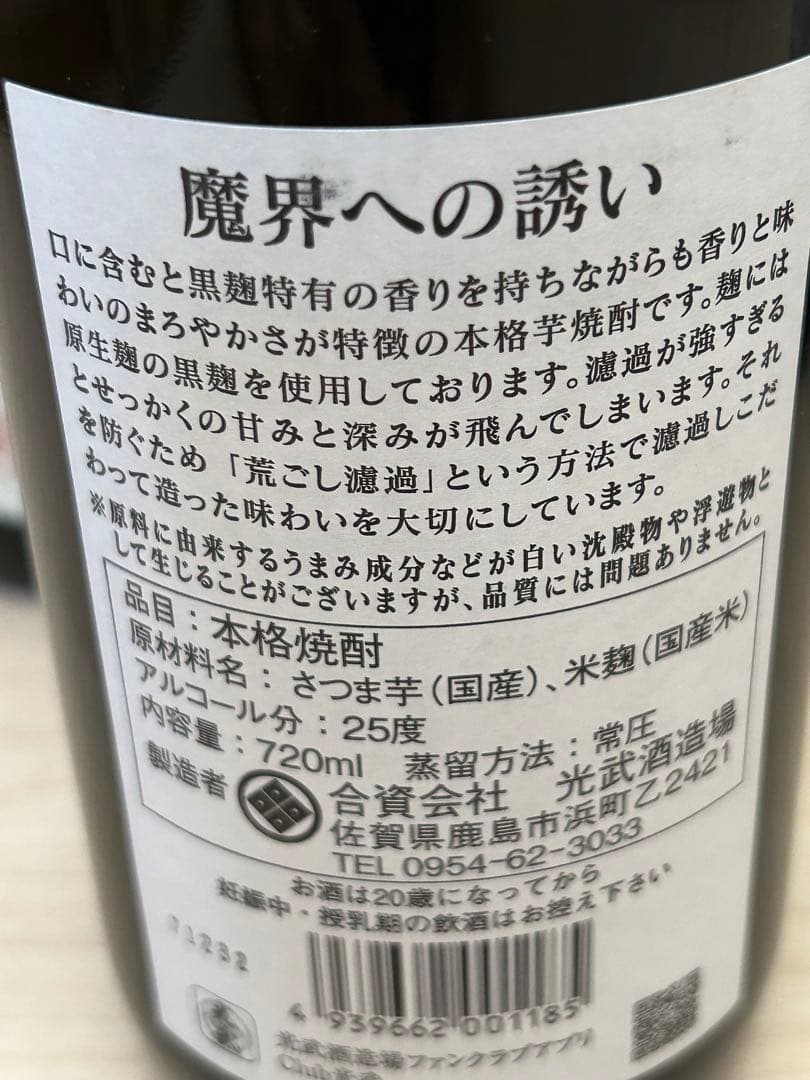 魔界への誘い
口に含むと黒麹特有の香りを持ちながらも香りと味
わいのまろやかさが特徴の本格芋焼酎です。麹には
原生麹の黒麹を使用しております。濾過が強すぎる
とせっかくの甘みと深みが飛んでしまいます。それ
を防ぐため「荒ごし濾過」という方法で濾過しこだ
わって造った味わいを大切にしています。
※原料に由来するうまみ成分などが白い沈殿物や浮遊物と
して生じることがございますが、品質には問題ありません。
品目：本格焼酎
原材料名：さつま芋(国産)、米麹(国産米)
アルコール分：25度
内容量：720ml 蒸留方法：常圧
製造者 合資会社 光武酒造場
佐賀県鹿島市浜町乙2421
TEL 0954-62-3033
お酒は20歳になってから
妊娠中・授乳期の飲酒はお控え下さい
71232
4 939662 001185
光武酒造場ファンクラブアプリ
Club